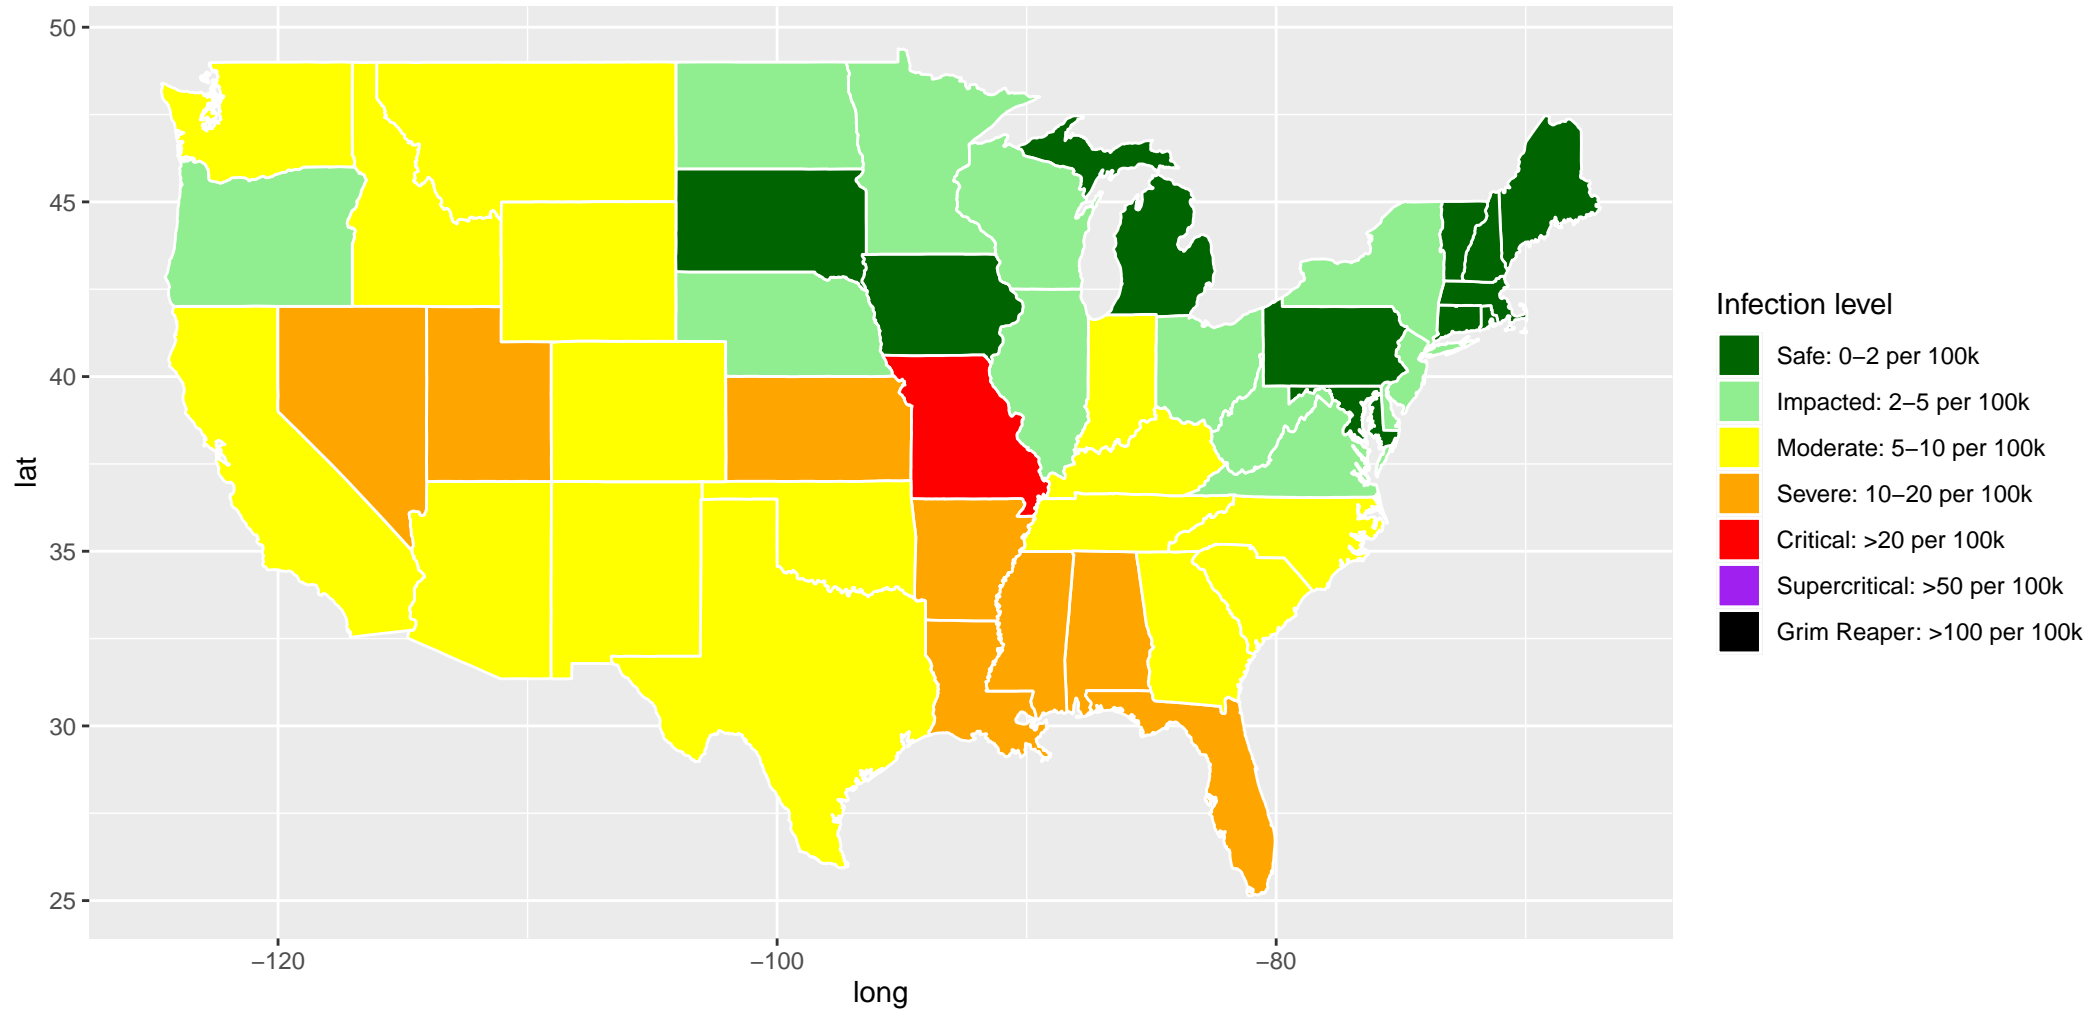 50
45
40
35
30
25
lat
−120
−100
−80
long
Infection level
Safe: 0−2 per 100k
Impacted: 2−5 per 100k
Moderate: 5−10 per 100k
Severe: 10−20 per 100k
Critical: >20 per 100k
Supercritical: >50 per 100k
Grim Reaper: >100 per 100k